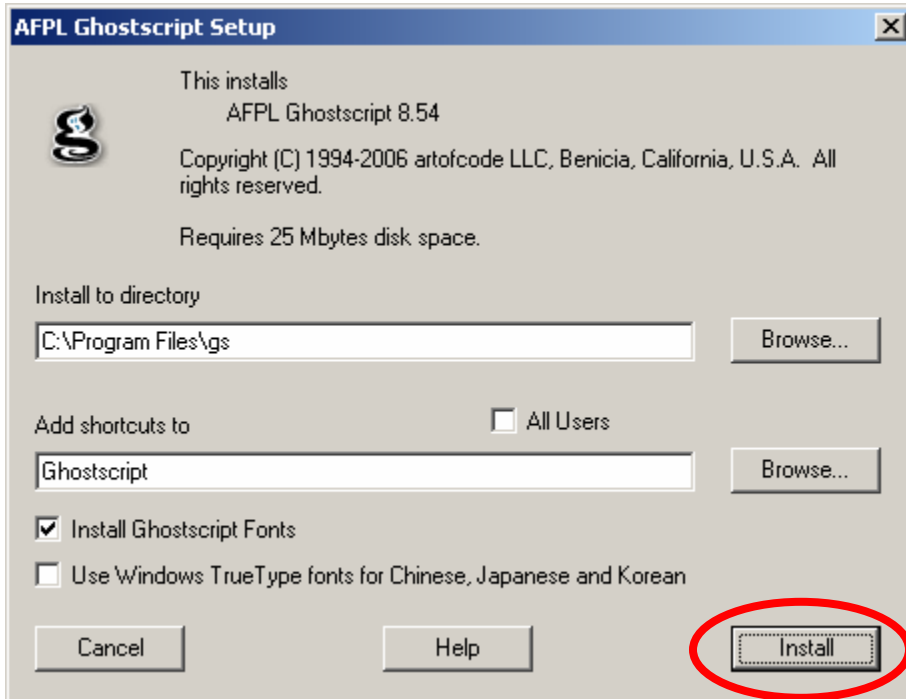 AFPL Ghostscript Setup
This installs
AFPL Ghostscript 8.54
Copyright (C) 1994-2006 artofcode LLC, Benicia, California, U.S.A.  All
rights reserved.
Requires 25 Mbytes disk space.
Install to directory
C:\Program Files\gs
Browse...
Add shortcuts to
All Users
Ghostscript
Browse...
Install Ghostscript Fonts
Use Windows TrueType fonts for Chinese, Japanese and Korean
Cancel
Help
Install